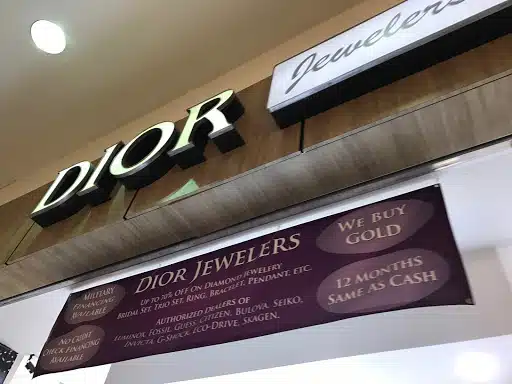 DIOR
Jewelers
DIOR JEWELERS
UP TO 70% OFF ON DIAMOND JEWELERY
BRIDAL SET, TRIO SET, RING, BRACELET, PENDANT, ETC.
AUTHORIZED DEALERS OF
LUMINOX, FOSSIL, GUESS, CITIZEN, BULOVA, SEIKO,
INVICTA, G-SHOCK, ECO-DRIVE, SKAGEN.
MILITARY
FINANCING
AVAILABLE
NO CREDIT
CHECK FINANCING
AVAILABLE
WE BUY
GOLD
12 MONTHS
SAME AS CASH